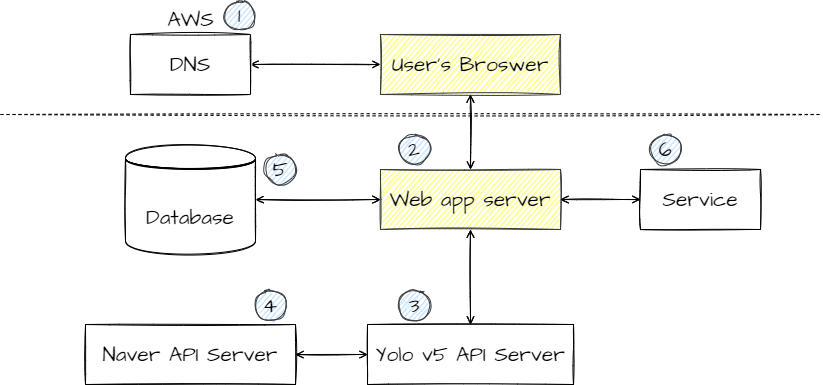 AWS 1
DNS
User's Broswer
2
5
6
Database
Web app server
Service
4
3
Naver API Server
Yolo v5 API Server